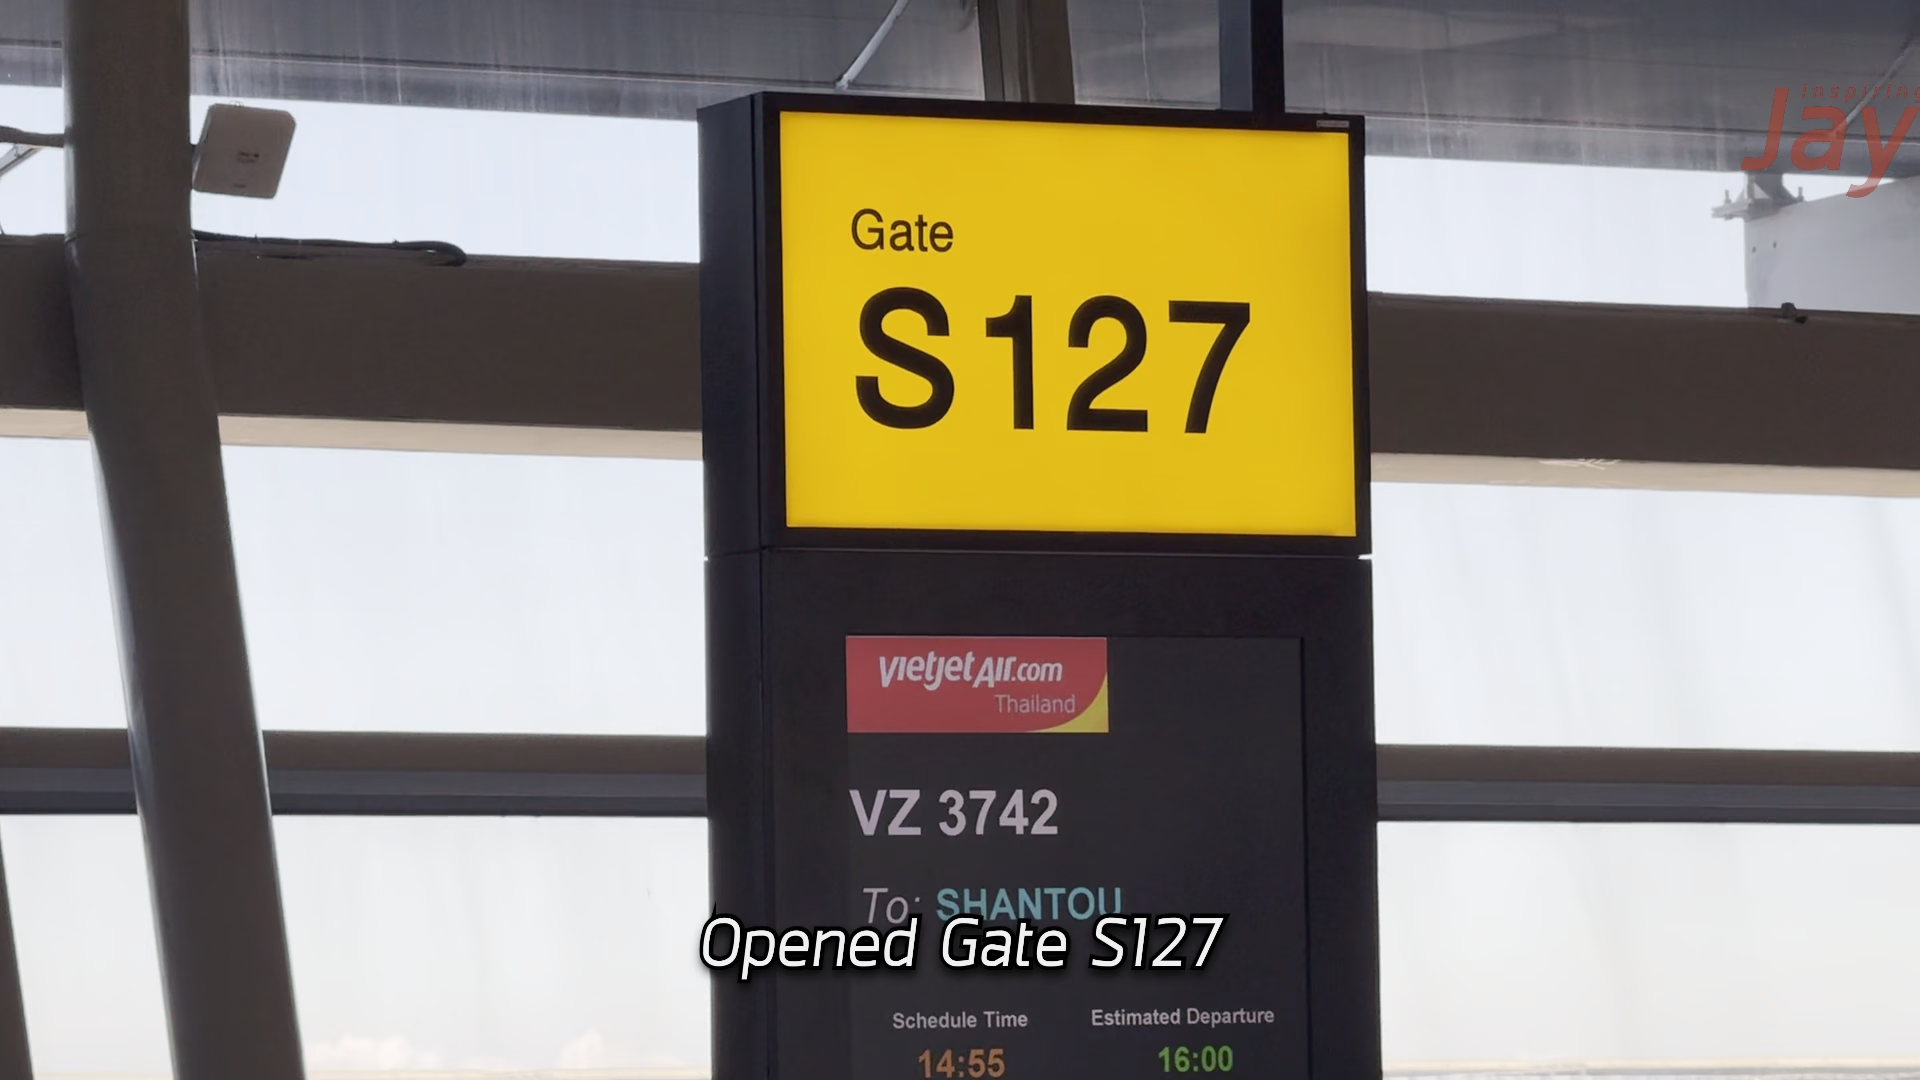 inspiring
Jay
Gate
S127
vietjetAir.com
Thailand
VZ 3742
To: SHANTOU
Opened Gate S127
Schedule Time Estimated Departure
14:55 16:00